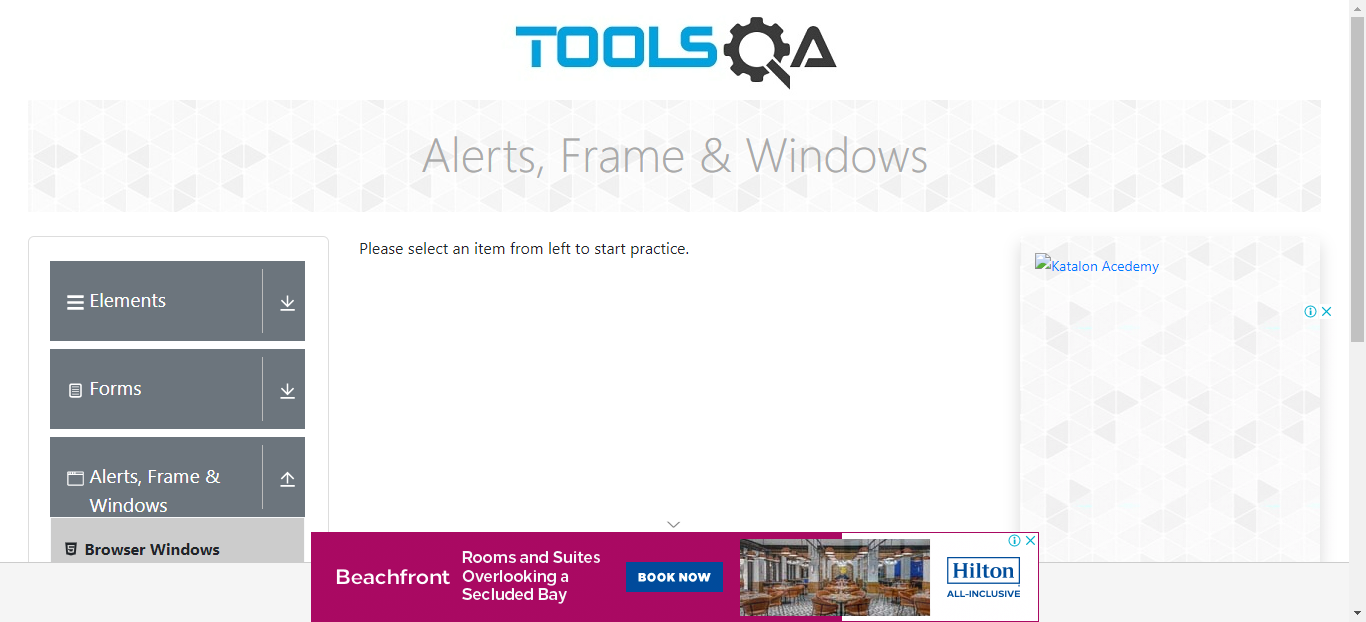 TOOLSQA
Alerts, Frame & Windows
Elements
Forms
Alerts, Frame &
Windows
Browser Windows
Please select an item from left to start practice.
Katalon Acedemy
Beachfront
Rooms and Suites
Overlooking a
Secluded Bay
BOOK NOW
Hilton
ALL-INCLUSIVE